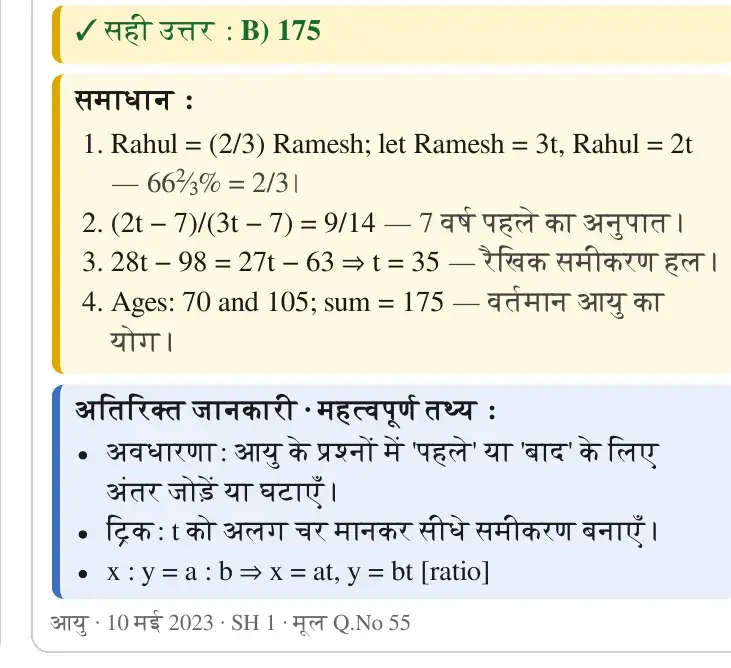 ✓ सही उत्तर : B) 175
समाधान :
1. Rahul = (2/3) Ramesh; let Ramesh = 3t, Rahul = 2t
— 66⅔% = 2/3।
2. (2t − 7)/(3t − 7) = 9/14 — 7 वर्ष पहले का अनुपात।
3. 28t − 98 = 27t − 63 ⇒ t = 35 — रैखिक समीकरण हल।
4. Ages: 70 and 105; sum = 175 — वर्तमान आयु का
योग।
अतिरिक्त जानकारी · महत्वपूर्ण तथ्य :
• अवधारणा : आयु के प्रश्नों में 'पहले' या 'बाद' के लिए
अंतर जोड़ें या घटाएँ।
• ट्रिक : t को अलग चर मानकर सीधे समीकरण बनाएँ।
• x : y = a : b ⇒ x = at, y = bt [ratio]
आयु · 10 मई 2023 · SH 1 · मूल Q.No 55